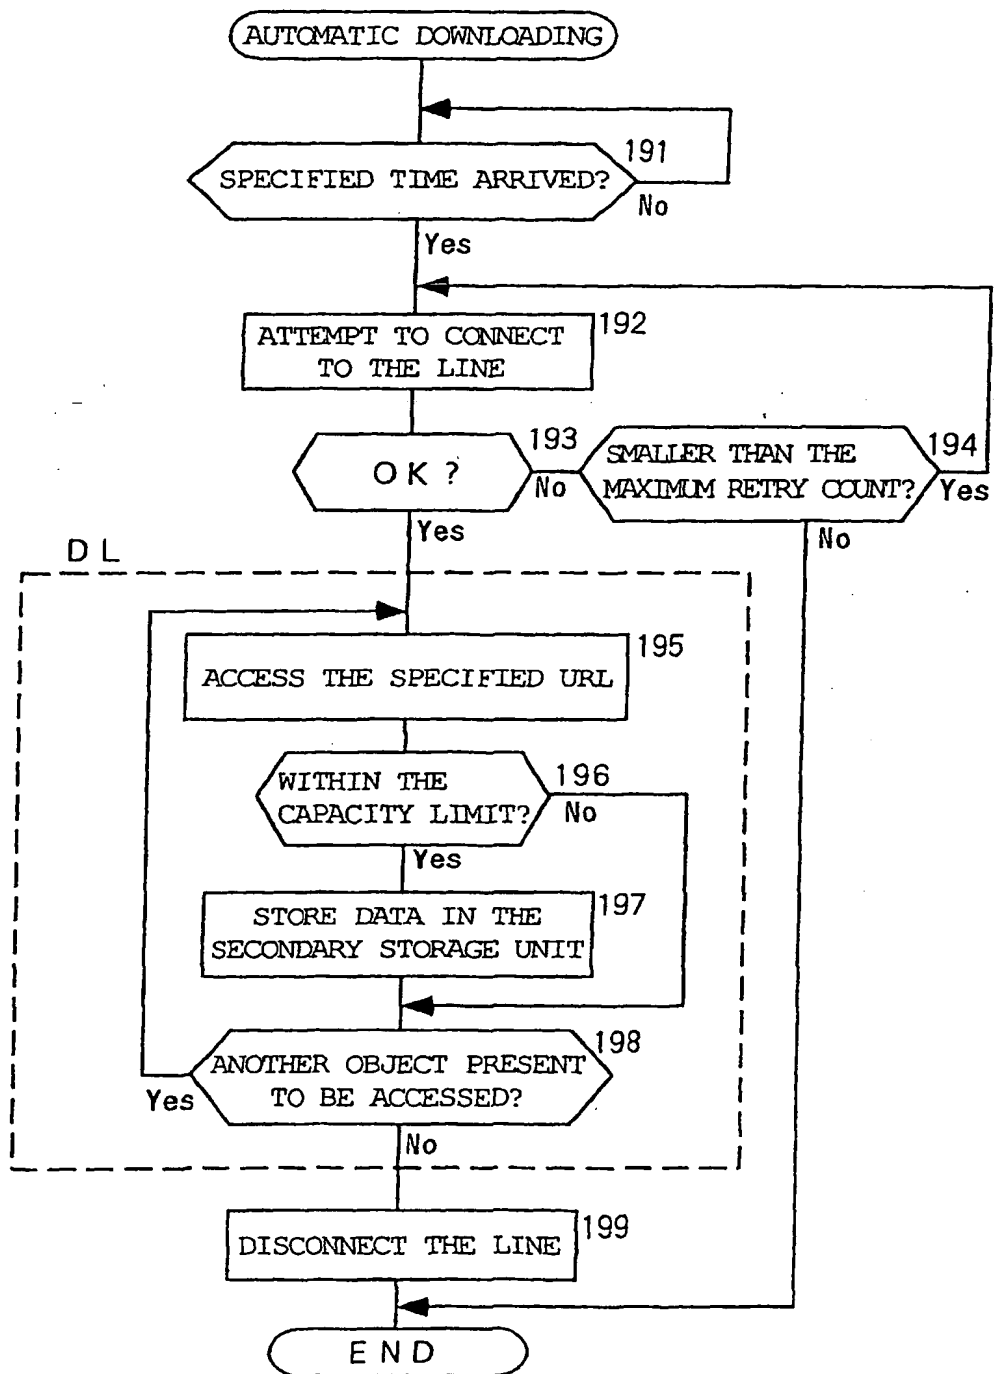 AUTOMATIC DOWNLOADING
191
SPECIFIED TIME ARRIVED?
No
Yes
192
ATTEMPT TO CONNECT
TO THE LINE
193
OK?
No
Yes
194
SMALLER THAN THE
MAXIMUM RETRY COUNT?
Yes
No
DL
195
ACCESS THE SPECIFIED URL
196
WITHIN THE
CAPACITY LIMIT?
No
Yes
197
STORE DATA IN THE
SECONDARY STORAGE UNIT
198
ANOTHER OBJECT PRESENT
TO BE ACCESSED?
Yes
No
199
DISCONNECT THE LINE
END